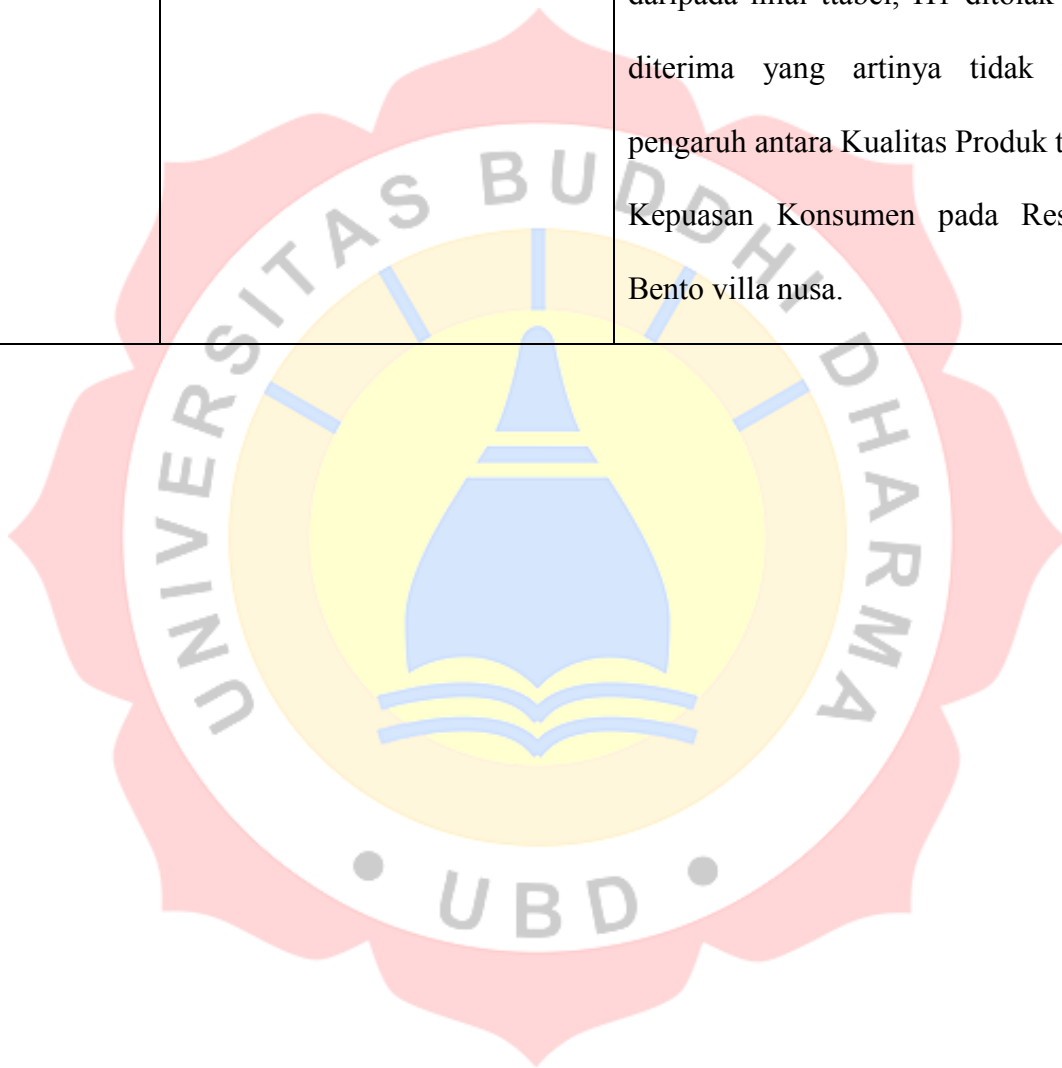 daripada nilai ttabel, H1 ditolak
diterima yang artinya tidak
pengaruh antara Kualitas Produk
Kepuasan Konsumen pada
Bento villa nusa.
UNIVERSITAS BUDDHI DHARMA
• UBD •